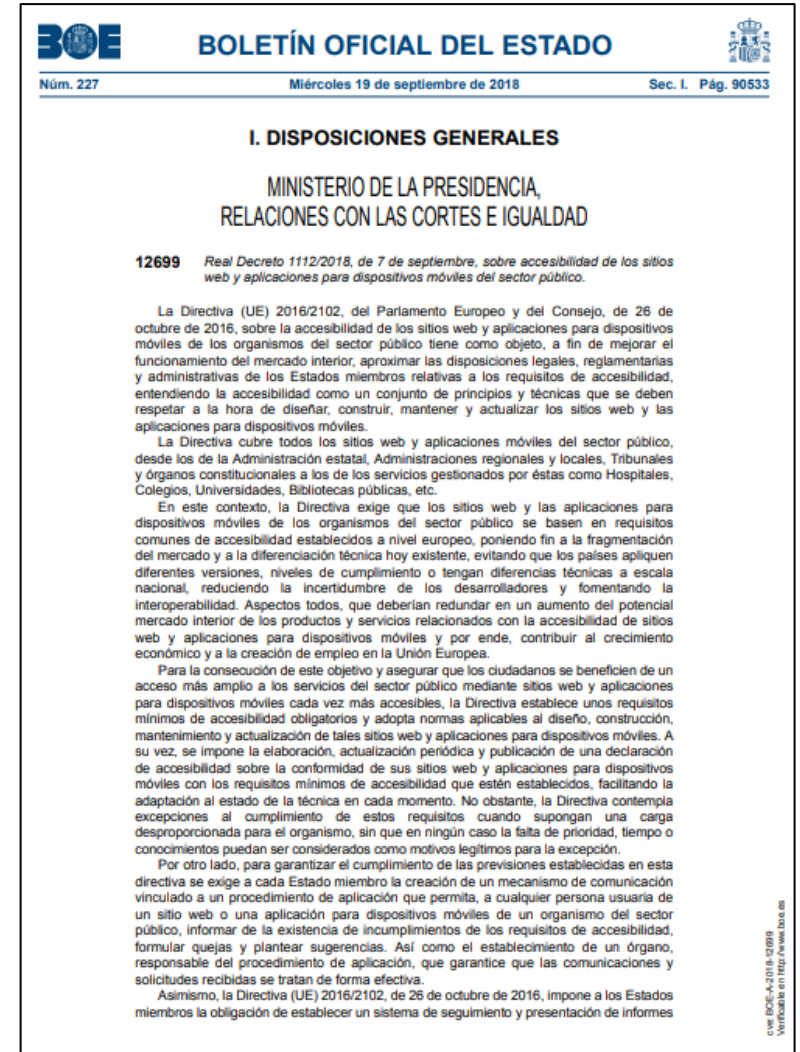 BOE
BOLETÍN OFICIAL DEL ESTADO
Núm. 227 Miércoles 19 de septiembre de 2018 Sec. I. Pág. 90533
I. DISPOSICIONES GENERALES
MINISTERIO DE LA PRESIDENCIA,
RELACIONES CON LAS CORTES E IGUALDAD
12699 Real Decreto 1112/2018, de 7 de septiembre, sobre accesibilidad de los sitios
web y aplicaciones para dispositivos móviles del sector público.
La Directiva (UE) 2016/2102, del Parlamento Europeo y del Consejo, de 26 de
octubre de 2016, sobre la accesibilidad de los sitios web y aplicaciones para dispositivos
móviles de los organismos del sector público tiene como objeto, a fin de mejorar el
funcionamiento del mercado interior, aproximar las disposiciones legales, reglamentarias
y administrativas de los Estados miembros relativas a los requisitos de accesibilidad,
entendiendo la accesibilidad como un conjunto de principios y técnicas que se deben
respetar a la hora de diseñar, construir, mantener y actualizar los sitios web y las
aplicaciones para dispositivos móviles.
La Directiva cubre todos los sitios web y aplicaciones móviles del sector público,
desde los de la Administración estatal, Administraciones regionales y locales, Tribunales
y órganos constitucionales a los de los servicios gestionados por éstas como Hospitales,
Colegios, Universidades, Bibliotecas públicas, etc.
En este contexto, la Directiva exige que los sitios web y las aplicaciones para
dispositivos móviles de los organismos del sector público se basen en requisitos
comunes de accesibilidad establecidos a nivel europeo, poniendo fin a la fragmentación
del mercado y a la diferenciación técnica hoy existente, evitando que los países apliquen
diferentes versiones, niveles de cumplimiento o tengan diferencias técnicas a escala
nacional, reduciendo la incertidumbre de los desarrolladores y fomentando la
interoperabilidad. Aspectos todos, que deberían redundar en un aumento del potencial
mercado interior de los productos y servicios relacionados con la accesibilidad de sitios
web y aplicaciones para dispositivos móviles y por ende, contribuir al crecimiento
económico y a la creación de empleo en la Unión Europea.
Para la consecución de este objetivo y asegurar que los ciudadanos se beneficien de un
acceso más amplio a los servicios del sector público mediante sitios web y aplicaciones
para dispositivos móviles cada vez más accesibles, la Directiva establece unos requisitos
mínimos de accesibilidad obligatorios y adopta normas aplicables al diseño, construcción,
mantenimiento y actualización de tales sitios web y aplicaciones para dispositivos móviles. A
su vez, se impone la elaboración, actualización periódica y publicación de una declaración
de accesibilidad sobre la conformidad de sus sitios web y aplicaciones para dispositivos
móviles con los requisitos mínimos de accesibilidad que estén establecidos, facilitando la
adaptación al estado de la técnica en cada momento. No obstante, la Directiva contempla
excepciones al cumplimiento de estos requisitos cuando supongan una carga
desproporcionada para el organismo, sin que en ningún caso la falta de prioridad, tiempo o
conocimientos puedan ser considerados como motivos legítimos para la excepción.
Por otro lado, para garantizar el cumplimiento de las previsiones establecidas en esta
directiva se exige a cada Estado miembro la creación de un mecanismo de comunicación
vinculado a un procedimiento de aplicación que permita, a cualquier persona usuaria de
un sitio web o una aplicación para dispositivos móviles de un organismo del sector
público, informar de la existencia de incumplimientos de los requisitos de accesibilidad,
formular quejas y plantear sugerencias. Así como el establecimiento de un órgano,
responsable del procedimiento de aplicación, que garantice que las comunicaciones y
solicitudes recibidas se tratan de forma efectiva.
Asimismo, la Directiva (UE) 2016/2102, de 26 de octubre de 2016, impone a los Estados
miembros la obligación de establecer un sistema de seguimiento y presentación de informes
cve: BOE-A-2018-12699
Verificable en http://www.boe.es